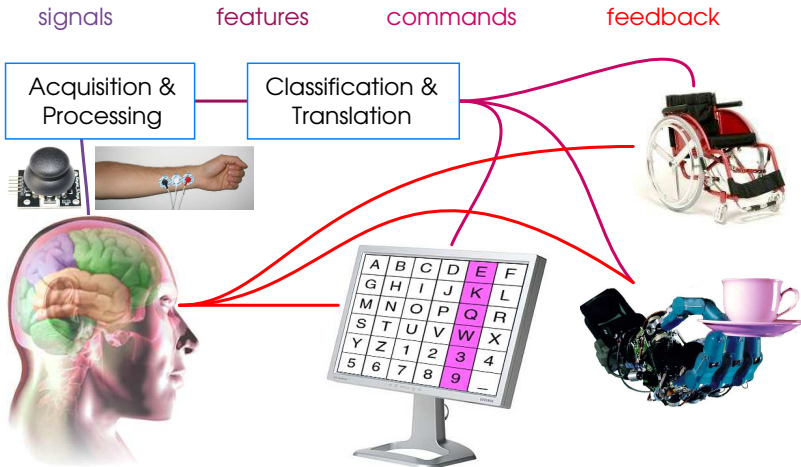 signals features commands feedback
Acquisition &
Processing
Classification &
Translation
A B C D E F
G H I J K L
M N O P Q R
S T U V W X
Y Z 1 2 3 4
5 6 7 8 9 _